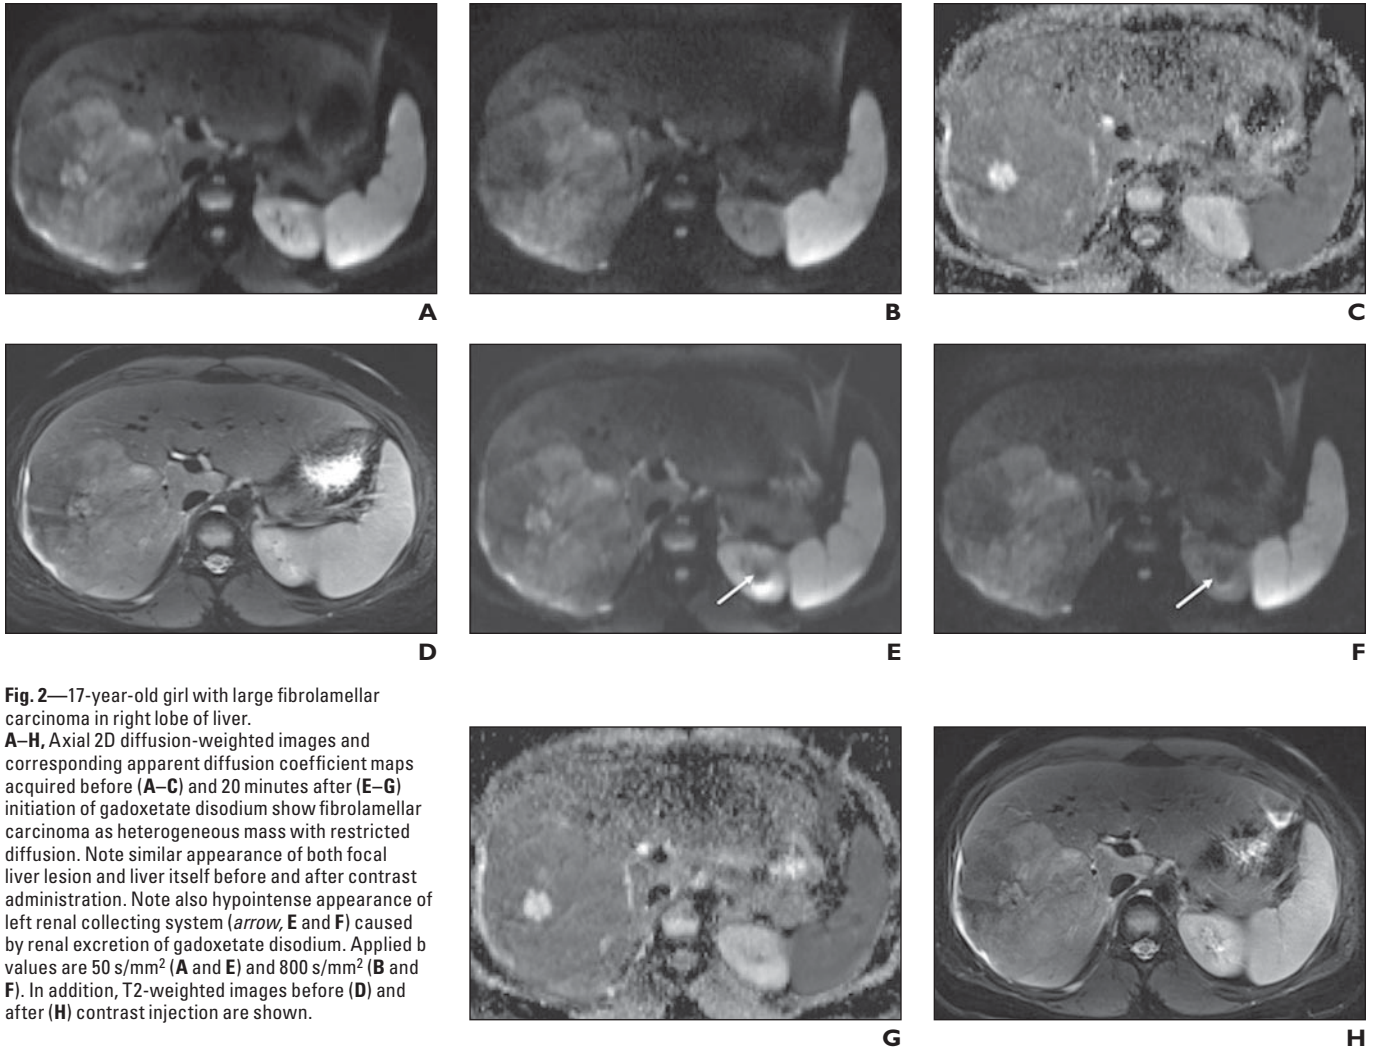 A
B
C
D
E
F
Fig. 2—17-year-old girl with large fibrolamellar
carcinoma in right lobe of liver.
A–H, Axial 2D diffusion-weighted images and
corresponding apparent diffusion coefficient maps
acquired before (A–C) and 20 minutes after (E–G)
initiation of gadoxetate disodium show fibrolamellar
carcinoma as heterogeneous mass with restricted
diffusion. Note similar appearance of both focal
liver lesion and liver itself before and after contrast
administration. Note also hypointense appearance of
left renal collecting system (arrow, E and F) caused
by renal excretion of gadoxetate disodium. Applied b
values are 50 s/mm² (A and E) and 800 s/mm² (B and
F). In addition, T2-weighted images before (D) and
after (H) contrast injection are shown.
G
H